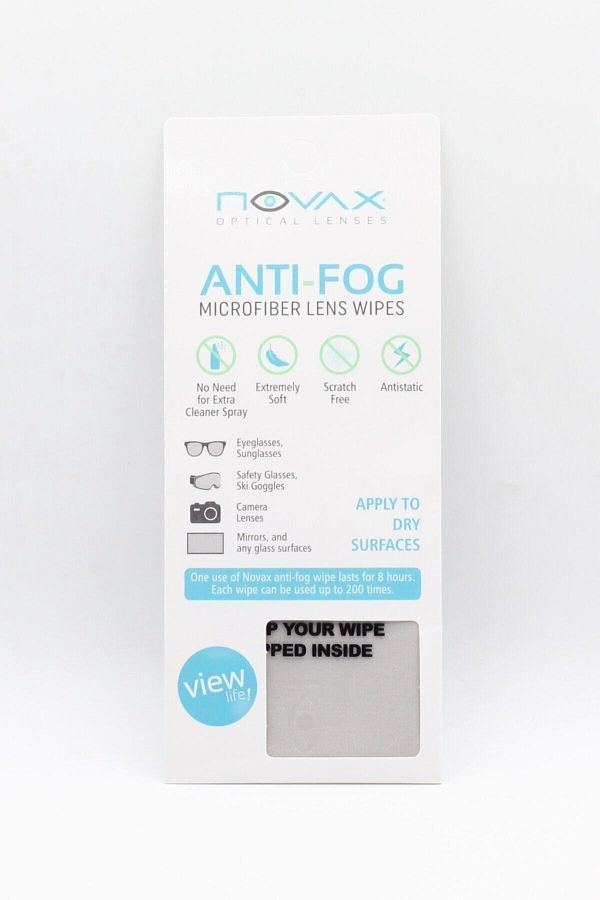 NOVAX
OPTICAL LENSES
ANTI-FOG
MICROFIBER LENS WIPES
No Need
for Extra
Cleaner Spray
Extremely
Soft
Scratch
Free
Antistatic
Eyeglasses,
Sunglasses
Safety Glasses,
Ski Goggles
Camera
Lenses
Mirrors, and
any glass surfaces
APPLY TO
DRY
SURFACES
One use of Novax anti-fog wipe lasts for 8 hours.
Each wipe can be used up to 200 times.
P YOUR WIPE
PPED INSIDE
view
life!